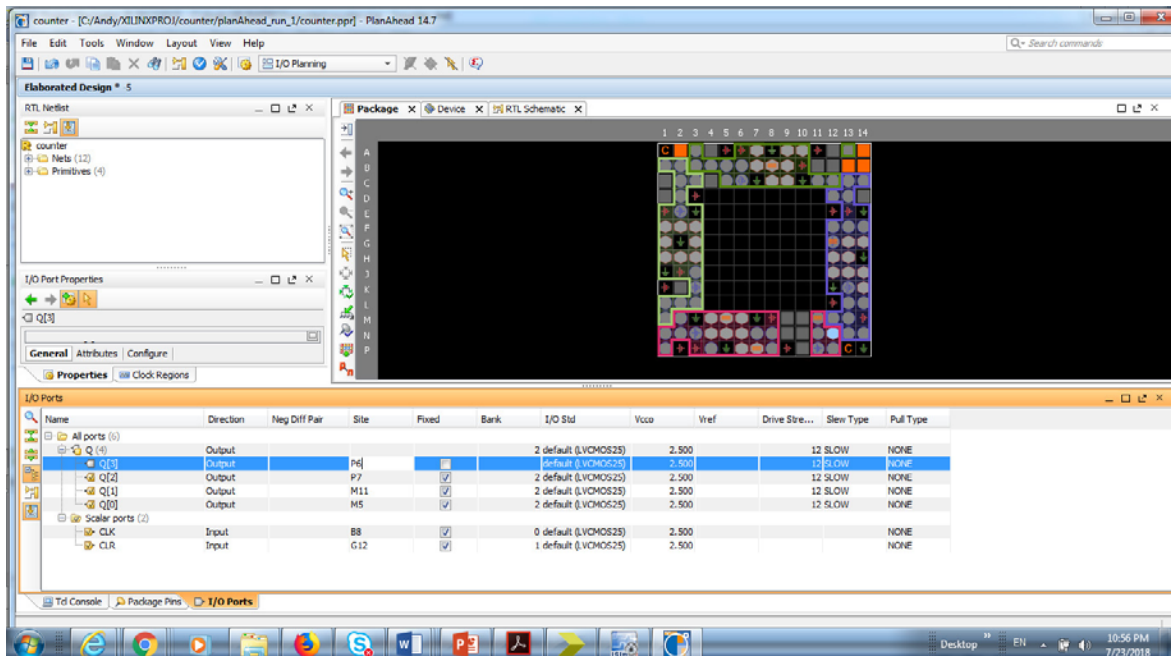 counter - [C:/Andy/XILINXPROJ/counter/planAhead_run_1/counter.ppr] - PlanAhead 14.7
File Edit Tools Window Layout View Help
Q- Search commands
I/O Planning
Elaborated Design * 5
RTL Netlist
Package Device RTL Schematic
counter
Nets (12)
Primitives (4)
1 2 3 4 5 6 7 8 9 10 11 12 13 14
A
B
C
D
E
F
G
H
J
K
L
M
N
P
C
C
I/O Port Properties
Q[3]
General Attributes Configure
Properties Clock Regions
I/O Ports
Name Direction Neg Diff Pair Site Fixed Bank I/O Std Vcco Vref Drive Stre... Slew Type Pull Type
All ports (6)
Q (4) Output 2 default (LVCMOS25) 2.500 12 SLOW NONE
Q[3] Output P6 default (LVCMOS25) 2.500 12 SLOW NONE
Q[2] Output P7 2 default (LVCMOS25) 2.500 12 SLOW NONE
Q[1] Output M11 2 default (LVCMOS25) 2.500 12 SLOW NONE
Q[0] Output M5 2 default (LVCMOS25) 2.500 12 SLOW NONE
Scalar ports (2)
CLK Input B8 0 default (LVCMOS25) 2.500 NONE
CLR Input G12 1 default (LVCMOS25) 2.500 NONE
Tcl Console Package Pins I/O Ports
Desktop EN 10:56 PM
7/23/2018